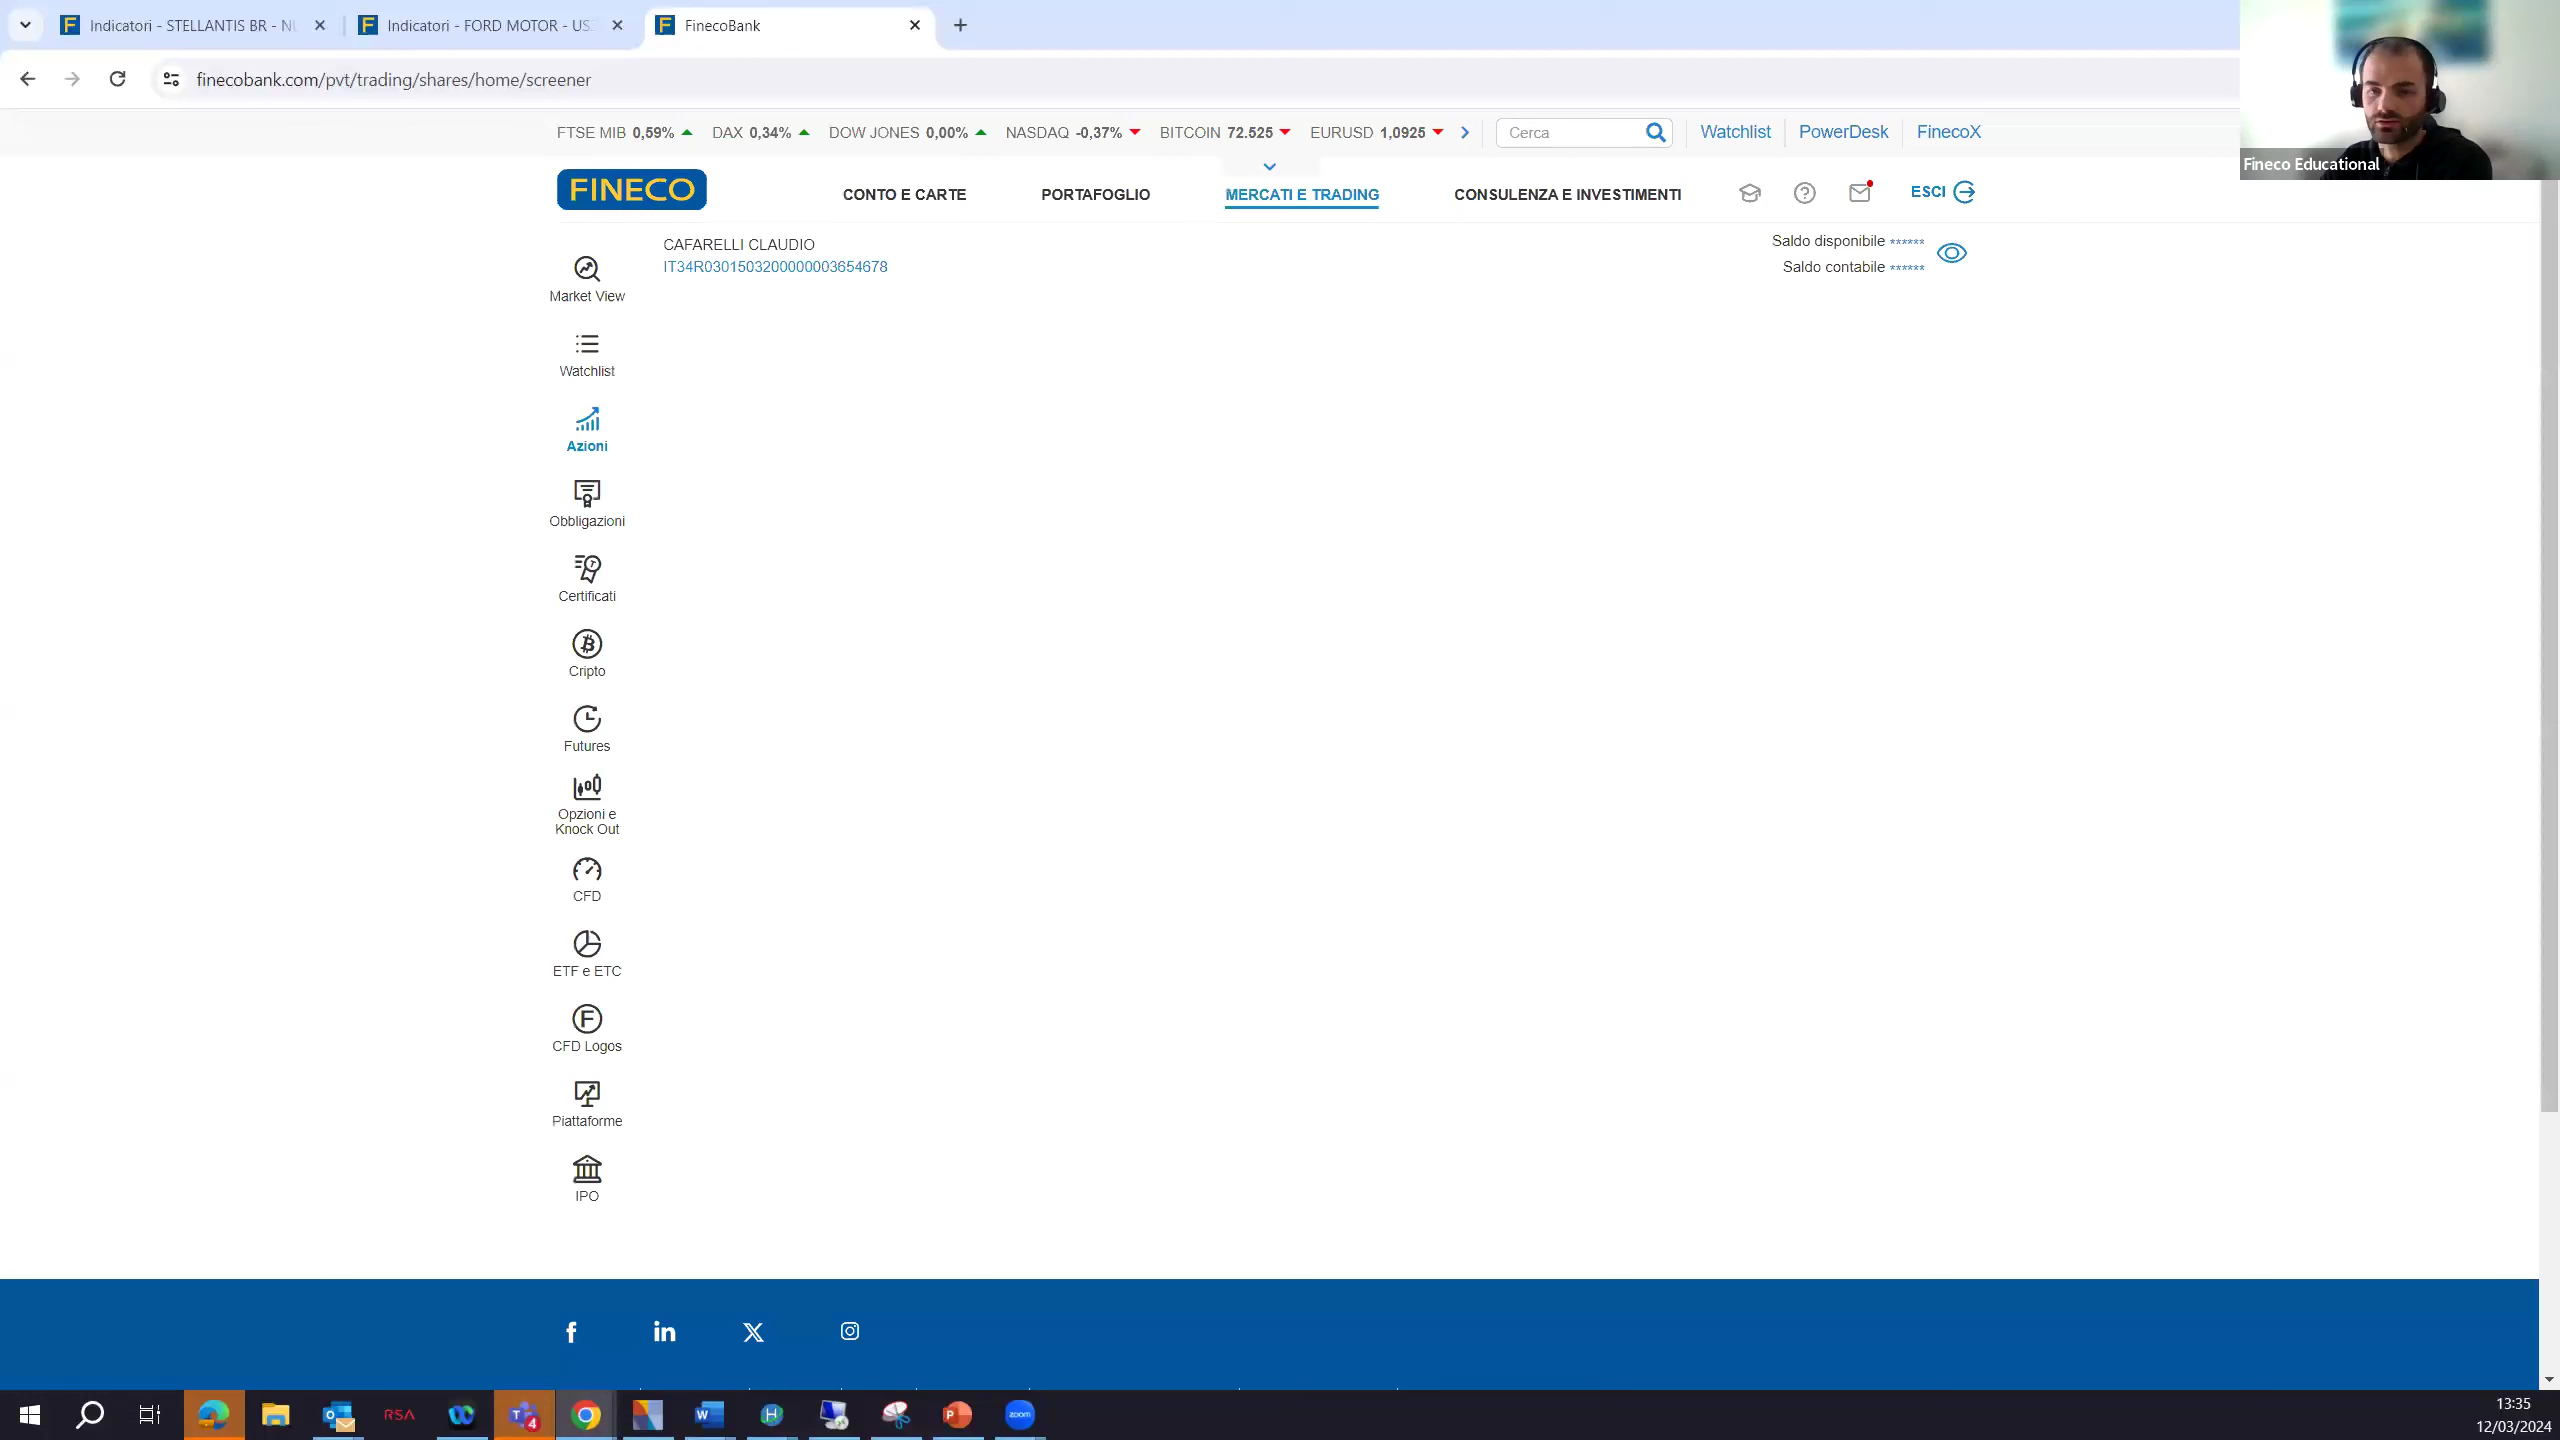 Indicatori - STELLANTIS BR - NL
Indicatori - FORD MOTOR - US3
FinecoBank
finecobank.com/pvt/trading/shares/home/screener
FTSE MIB 0,59% DAX 0,34% DOW JONES 0,00% NASDAQ -0,37% BITCOIN 72.525 EURUSD 1,0925 Cerca Watchlist PowerDesk FinecoX
Fineco Educational
FINECO CONTO E CARTE PORTAFOGLIO MERCATI E TRADING CONSULENZA E INVESTIMENTI ESCI
CAFARELLI CLAUDIO
IT34R0301503200000003654678
Saldo disponibile ******
Saldo contabile ******
Market View
Watchlist
Azioni
Obbligazioni
Certificati
Cripto
Futures
Opzioni e
Knock Out
CFD
ETF e ETC
CFD Logos
Piattaforme
IPO
RSA
4
zoom
13:35
12/03/2024